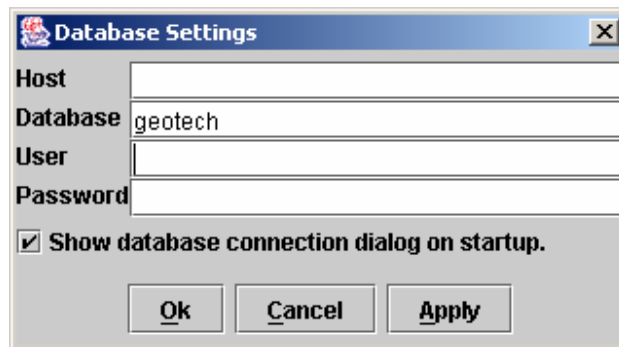 Database Settings
Host
Database geotech
User
Password
Show database connection dialog on startup.
Ok Cancel Apply